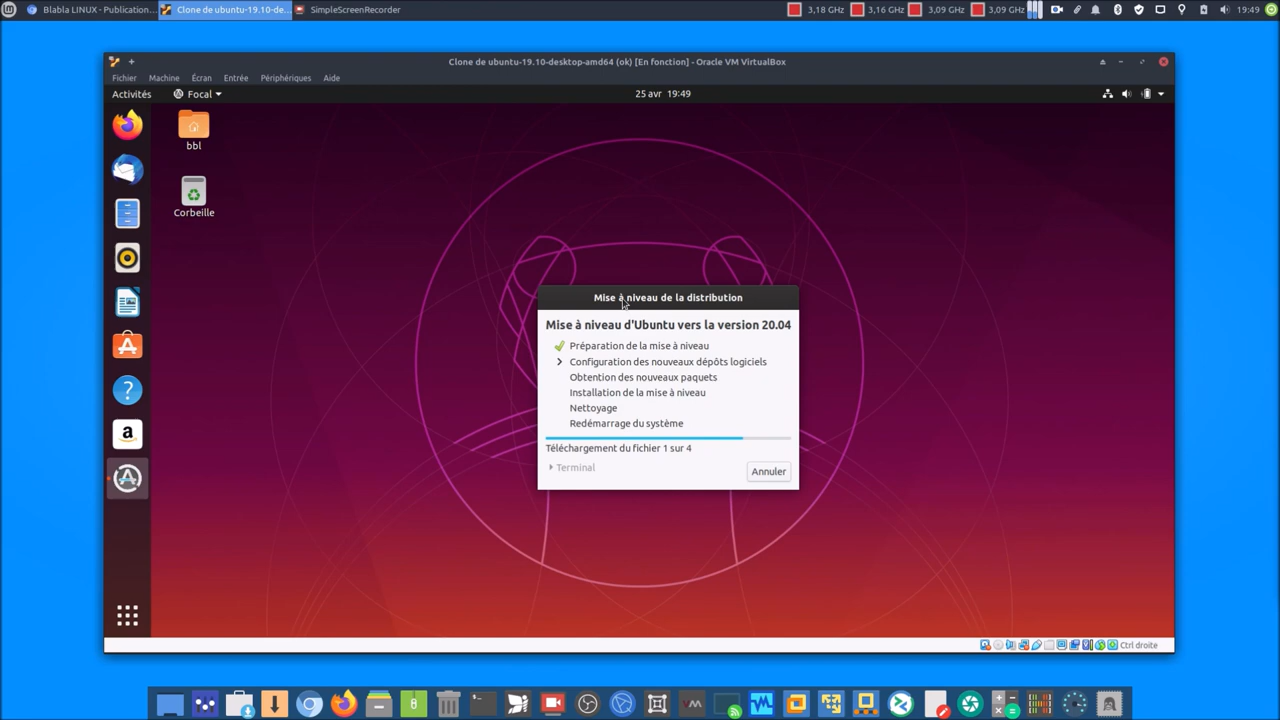 Blabla LINUX - Publication...
Clone de ubuntu-19.10-de...
SimpleScreenRecorder
3,18 GHz
3,16 GHz
3,09 GHz
3,09 GHz
19:49
Clone de ubuntu-19.10-desktop-amd64 (ok) [En fonction] - Oracle VM VirtualBox
Fichier
Machine
Écran
Entrée
Périphériques
Aide
Activités
Focal
25 avr 19:49
bbl
Corbeille
Mise à niveau de la distribution
Mise à niveau d'Ubuntu vers la version 20.04
Préparation de la mise à niveau
Configuration des nouveaux dépôts logiciels
Obtention des nouveaux paquets
Installation de la mise à niveau
Nettoyage
Redémarrage du système
Téléchargement du fichier 1 sur 4
Terminal
Annuler
Ctrl droite